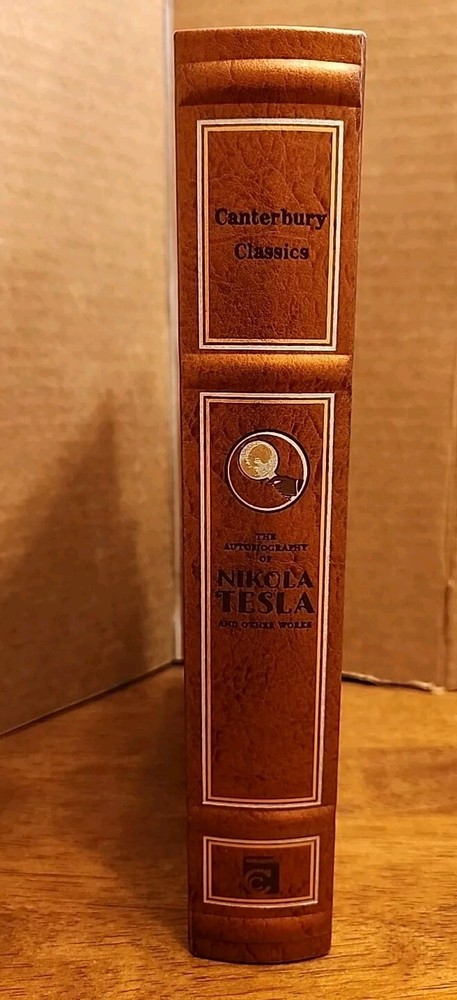 Canterbury
Classics
THE
AUTOBIOGRAPHY
OF
NIKOLA
TESLA
AND OTHER WORKS